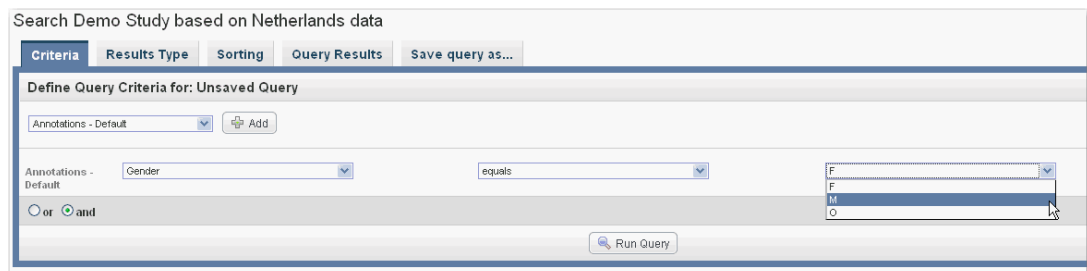 Search Demo Study based on Netherlands data
Criteria Results Type Sorting Query Results Save query as...
Define Query Criteria for: Unsaved Query
Annotations - Default Add
Annotations - Default Gender equals F
F
M
O
or and
Run Query